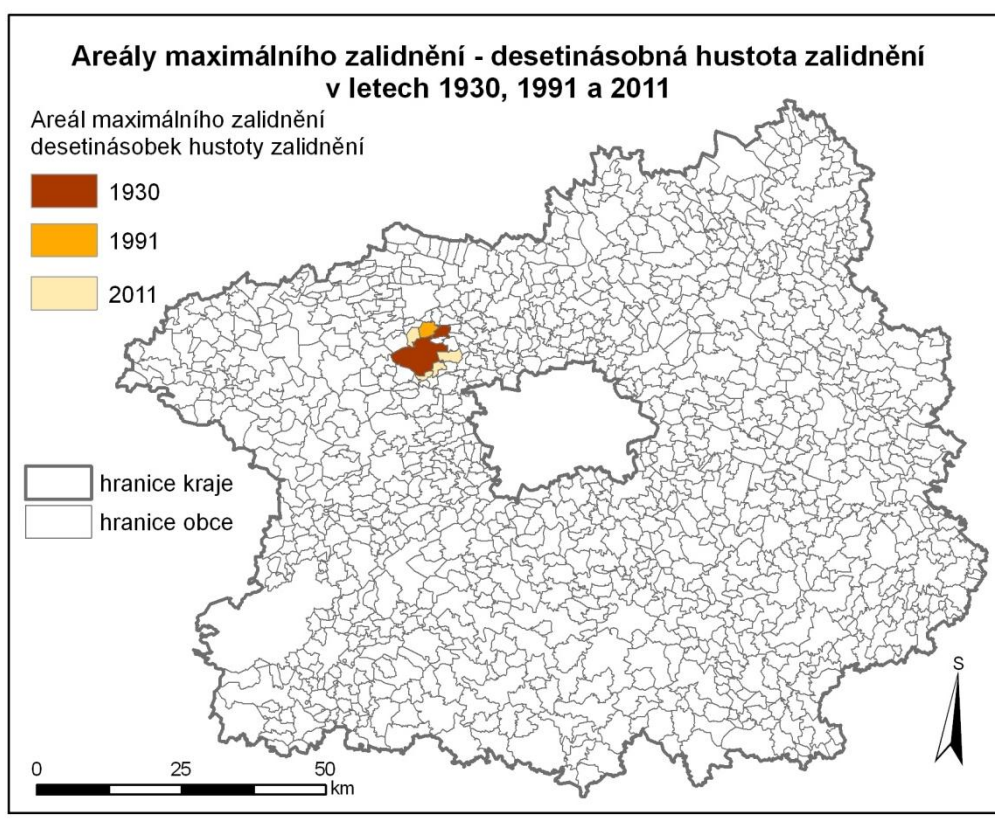 Areály maximálního zalidnění - desetinásobná hustota zalidnění
v letech 1930, 1991 a 2011
Areál maximálního zalidnění
desetinásobek hustoty zalidnění
1930
1991
2011
hranice kraje
hranice obce
S
0 25 50
km